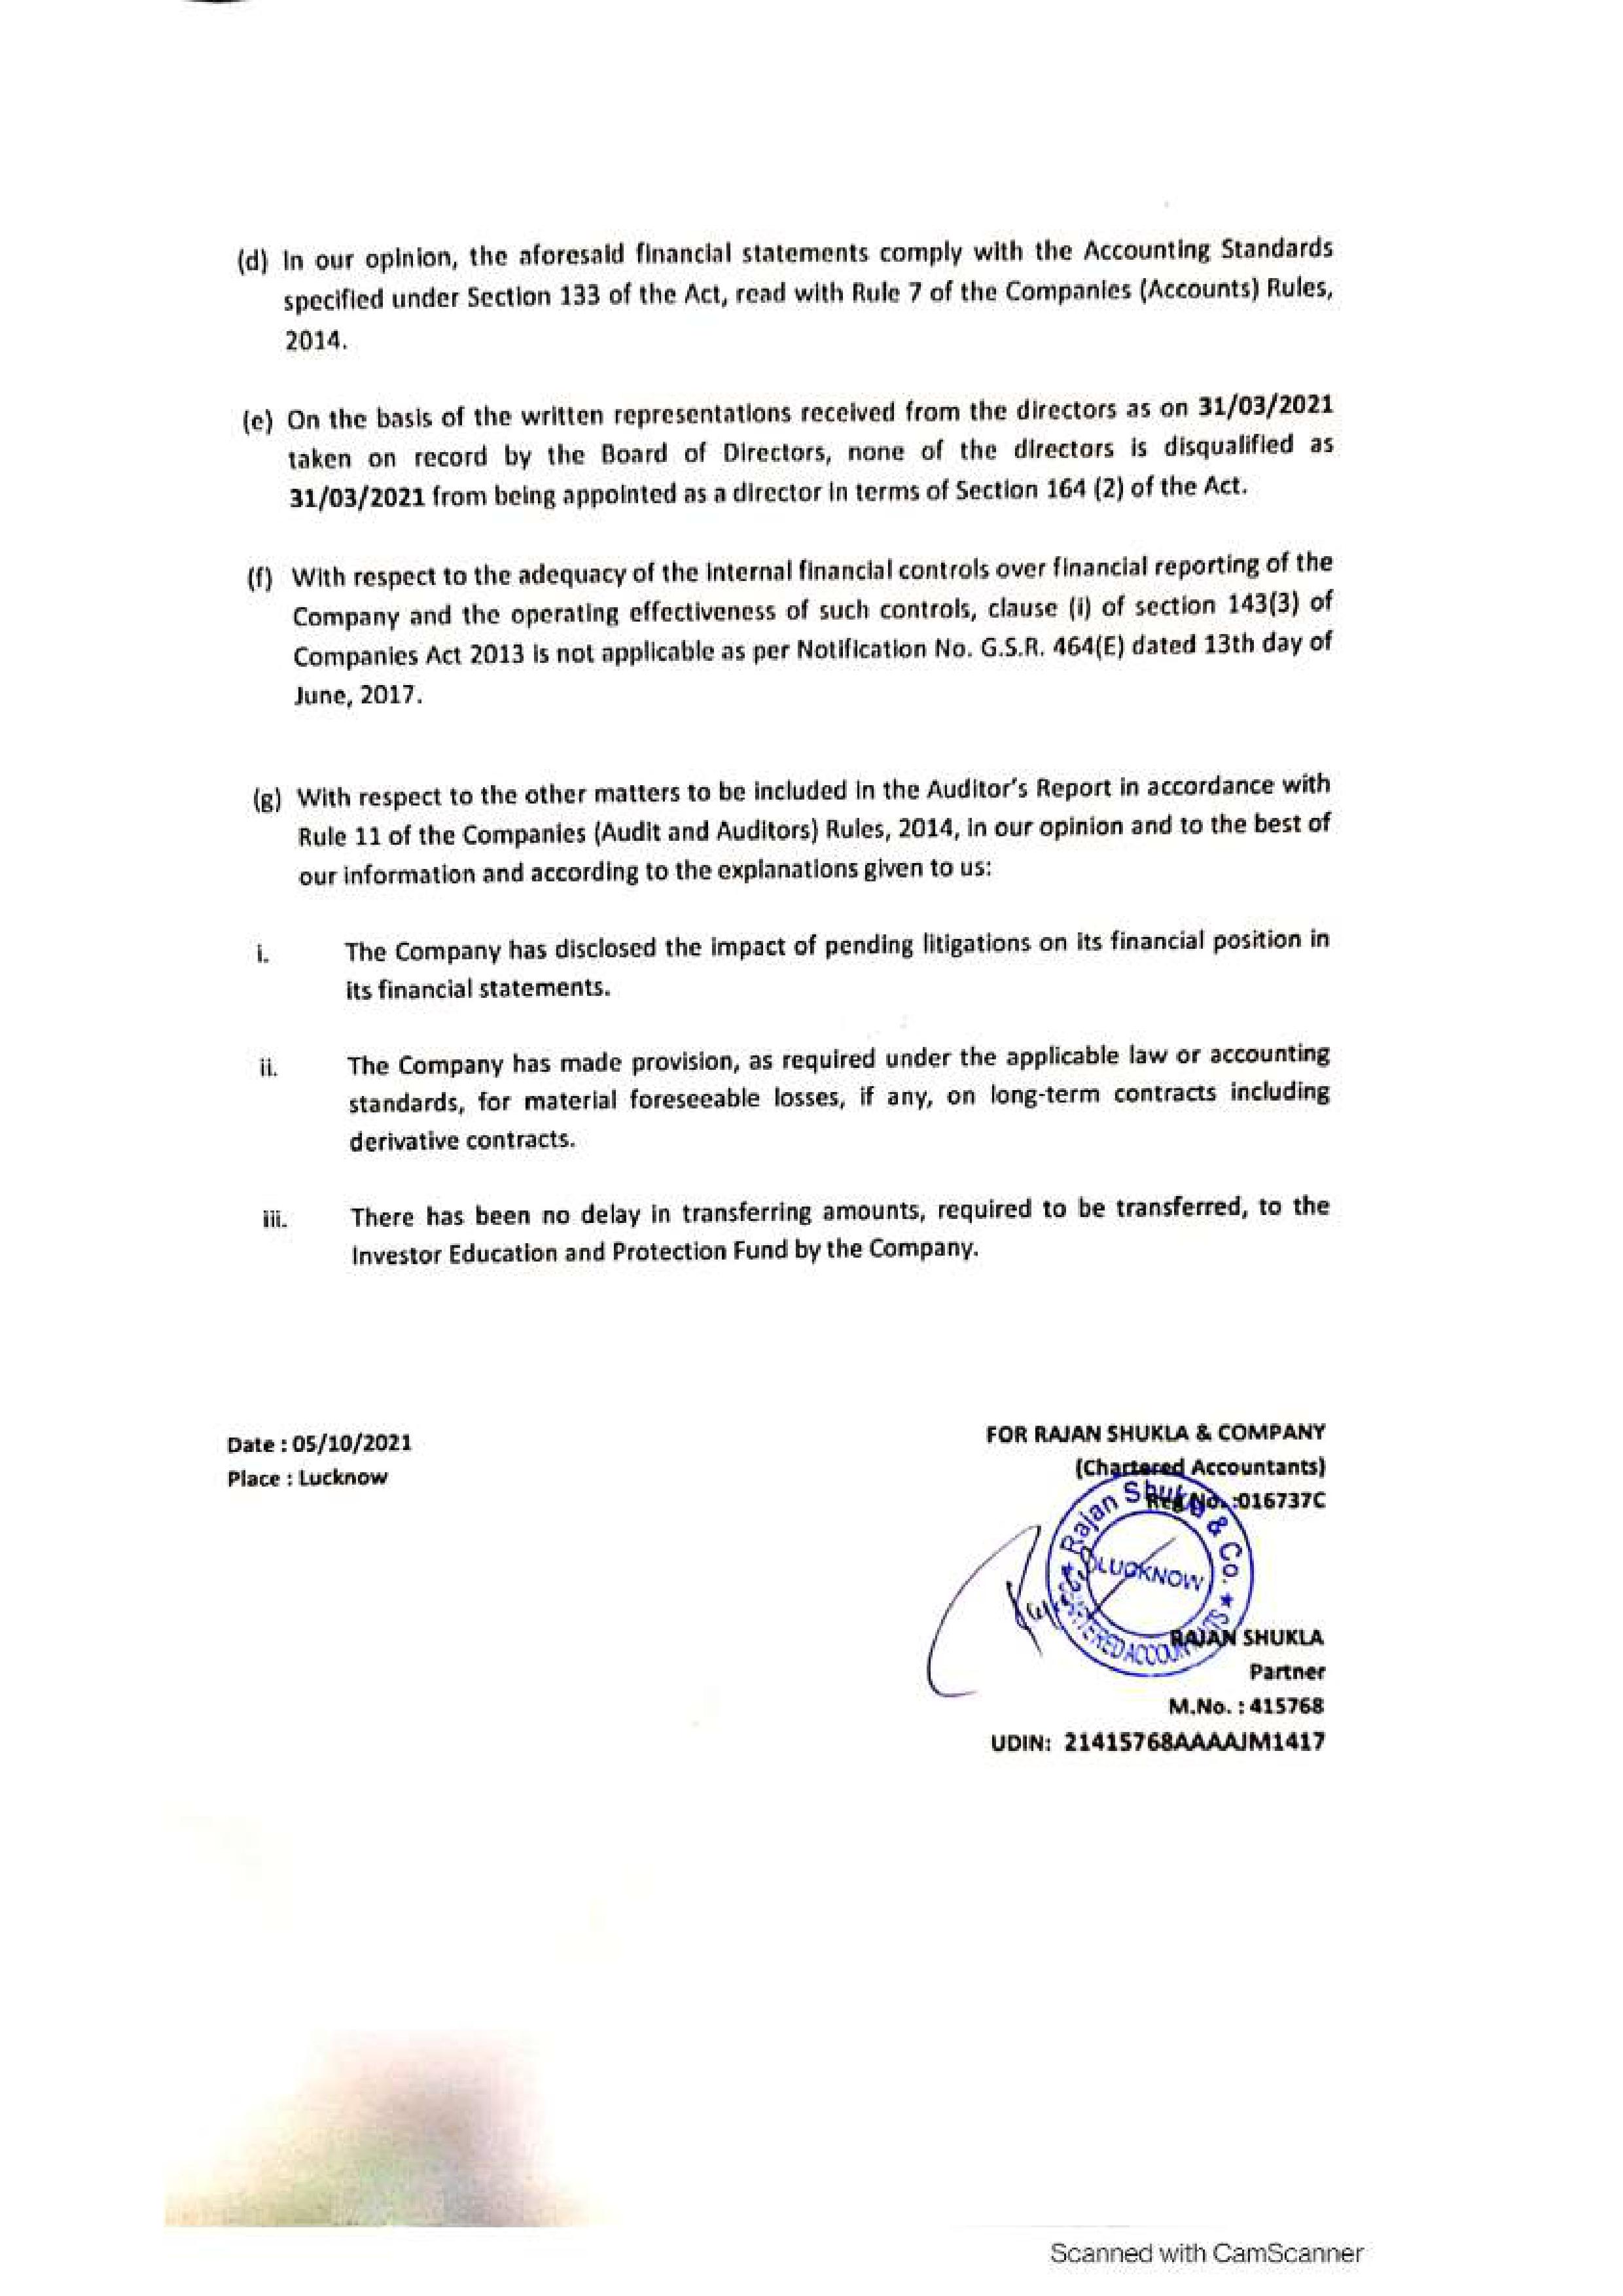 (d) In our opinion, the aforesaid financial statements comply with the Accounting Standards
specified under Section 133 of the Act, read with Rule 7 of the Companies (Accounts) Rules,
2014.
(e) On the basis of the written representations received from the directors as on 31/03/2021
taken on record by the Board of Directors, none of the directors is disqualified as
31/03/2021 from being appointed as a director in terms of Section 164 (2) of the Act.
(f) With respect to the adequacy of the internal financial controls over financial reporting of the
Company and the operating effectiveness of such controls, clause (i) of section 143(3) of
Companies Act 2013 is not applicable as per Notification No. G.S.R. 464(E) dated 13th day of
June, 2017.
(g) With respect to the other matters to be included in the Auditor's Report in accordance with
Rule 11 of the Companies (Audit and Auditors) Rules, 2014, in our opinion and to the best of
our information and according to the explanations given to us:
i. The Company has disclosed the impact of pending litigations on its financial position in
its financial statements.
ii. The Company has made provision, as required under the applicable law or accounting
standards, for material foreseeable losses, if any, on long-term contracts including
derivative contracts.
iii. There has been no delay in transferring amounts, required to be transferred, to the
Investor Education and Protection Fund by the Company.
Date : 05/10/2021
Place : Lucknow
FOR RAJAN SHUKLA & COMPANY
(Chartered Accountants)
Reg No. :016737C
Rajan Shukla & Co.
LUCKNOW
CHARTERED ACCOUNTANTS
RAJAN SHUKLA
Partner
M.No. : 415768
UDIN: 21415768AAAAJM1417
Scanned with CamScanner